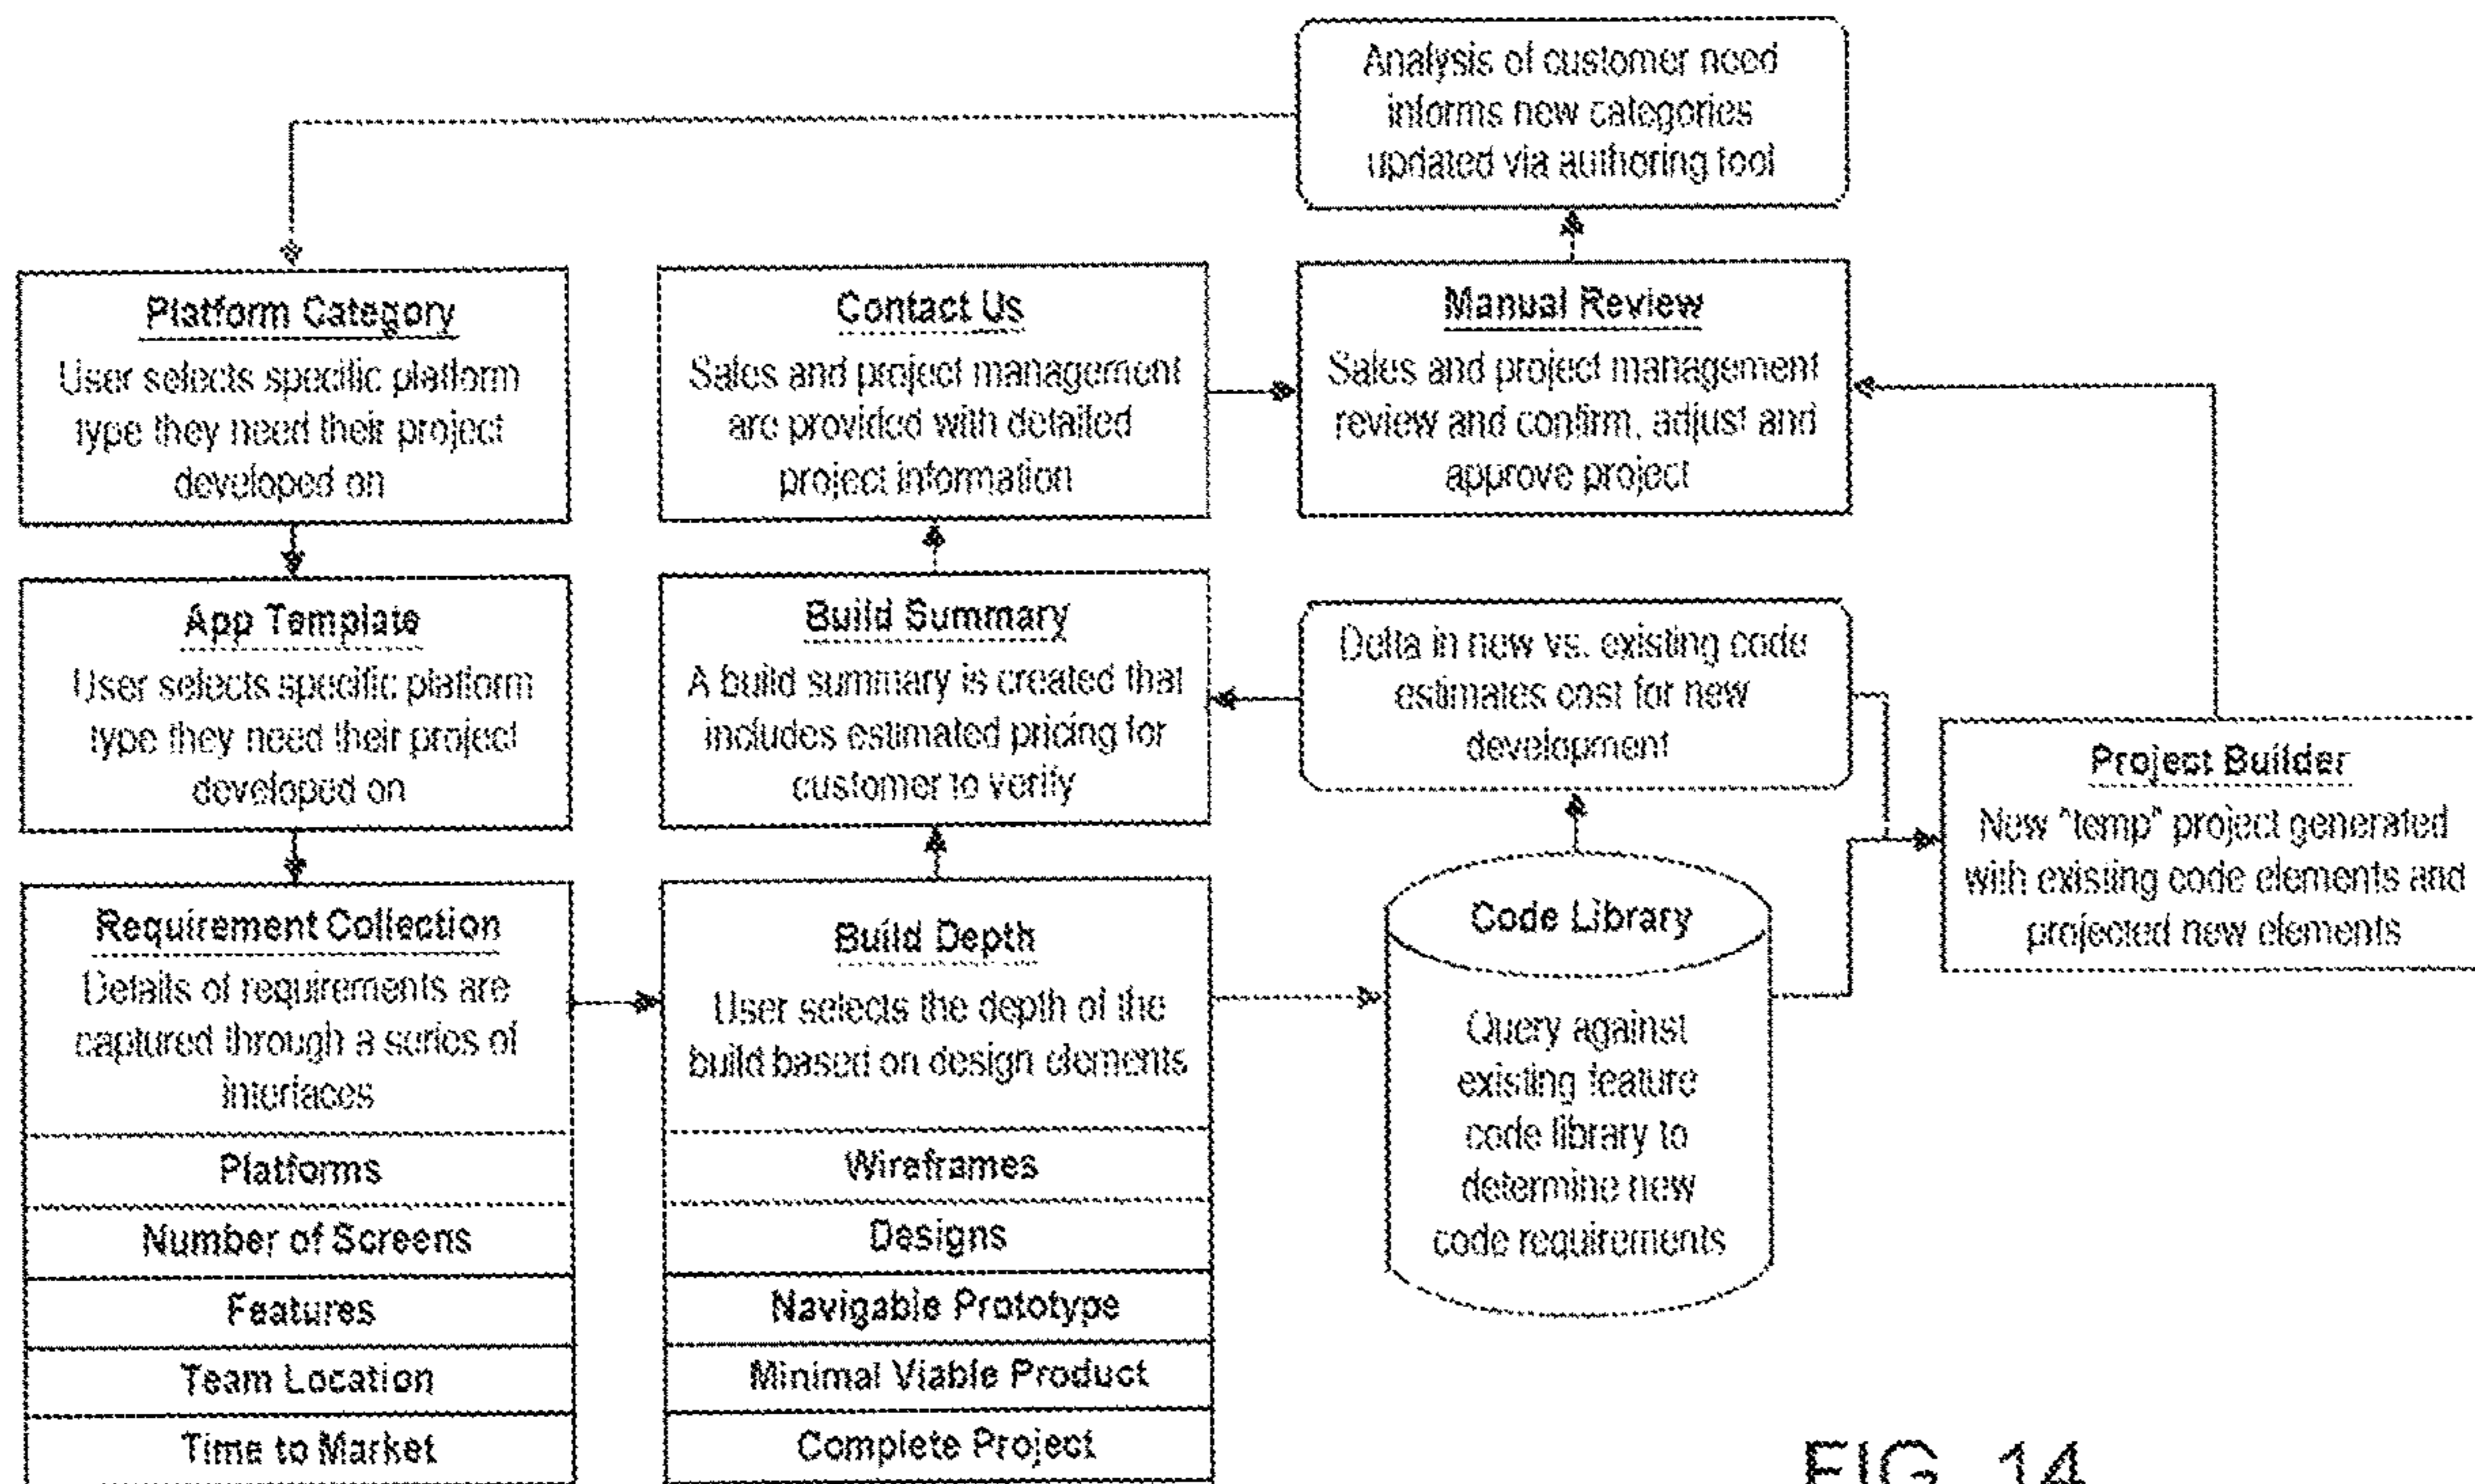 Analysis of customer need
informs new categories
updated via authoring tool
Platform Category
User selects specific platform
type they need their project
developed on
Contact Us
Sales and project management
are provided with detailed
project information
Manual Review
Sales and project management
review and confirm, adjust and
approve project
App Template
User selects specific platform
type they need their project
developed on
Build Summary
A build summary is created that
includes estimated pricing for
customer to verify
Delta in new vs. existing code
estimates cost for new
development
Project Builder
New "temp" project generated
with existing code elements and
projected new elements
Requirement Collection
Details of requirements are
captured through a series of
interfaces
Platforms
Number of Screens
Features
Team Location
Time to Market
Build Depth
User selects the depth of the
build based on design elements
Wireframes
Designs
Navigable Prototype
Minimal Viable Product
Complete Project
Code Library
Query against
existing feature
code library to
determine new
code requirements
FIG. 14